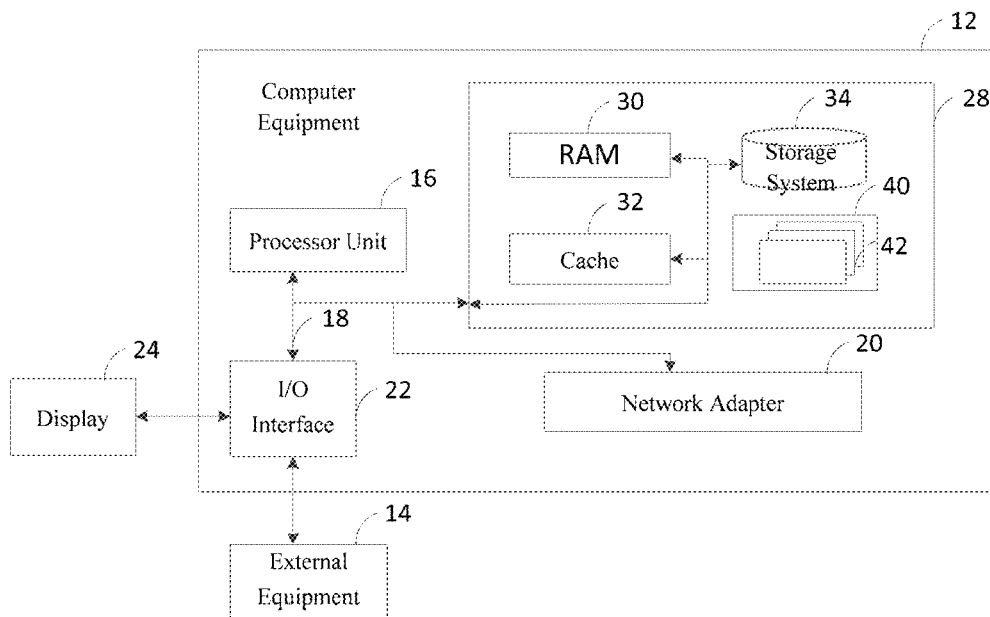 12
Computer
Equipment
28
30
RAM
34
Storage
System
16
Processor Unit
32
Cache
40
42
18
24
Display
I/O
Interface
22
20
Network Adapter
14
External
Equipment